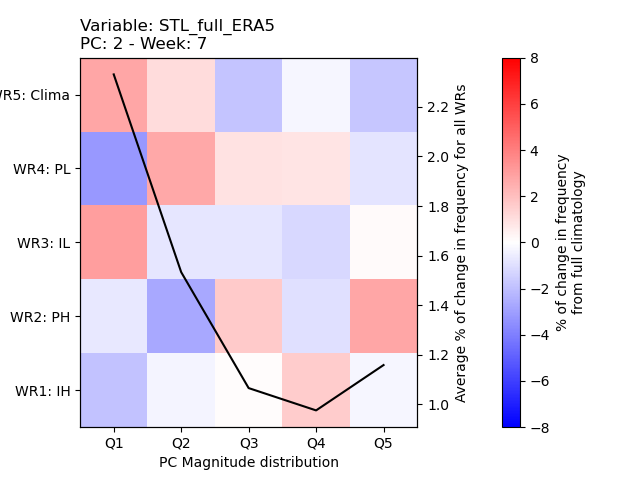 Variable: STL_full_ERA5
PC: 2 - Week: 7
WR5: Clima
WR4: PL
WR3: IL
WR2: PH
WR1: IH
Q1 Q2 Q3 Q4 Q5
PC Magnitude distribution
2.2
2.0
1.8
1.6
1.4
1.2
1.0
Average % of change in frequency for all WRs
8
6
4
2
0
−2
−4
−6
−8
% of change in frequency
from full climatology